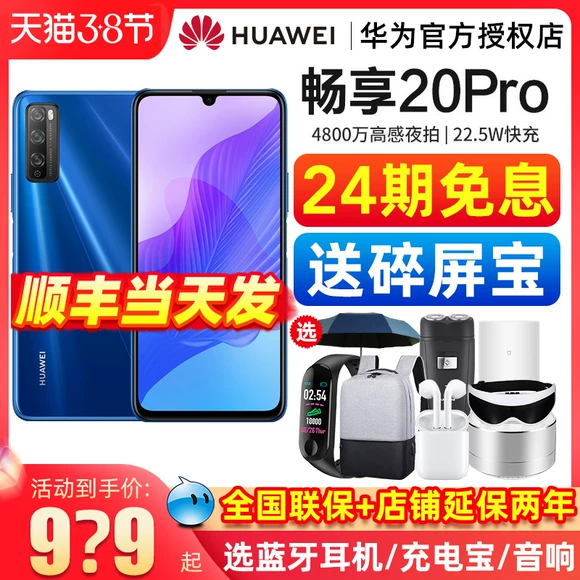 天猫3·8节
HUAWEI
华为官方授权店
畅享20Pro
4800万高感夜拍 | 22.5W快充
24期免息
送碎屏宝
顺丰当天发
选
02:54
10000
HUAWEI
活动到手价:
9?9起
全国联保+店铺延保两年
选蓝牙耳机/充电宝/音响